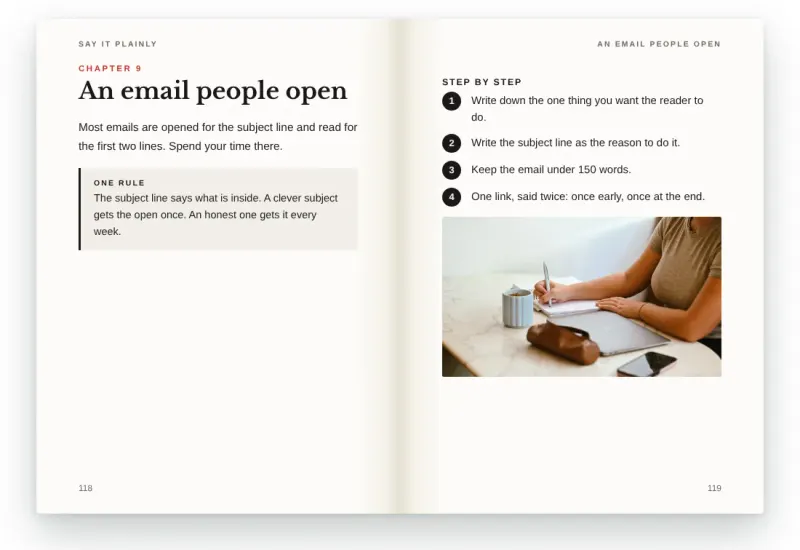 SAY IT PLAINLY
CHAPTER 9
An email people open
Most emails are opened for the subject line and read for
the first two lines. Spend your time there.
ONE RULE
The subject line says what is inside. A clever subject
gets the open once. An honest one gets it every
week.
118
AN EMAIL PEOPLE OPEN
STEP BY STEP
1 Write down the one thing you want the reader to
do.
2 Write the subject line as the reason to do it.
3 Keep the email under 150 words.
4 One link, said twice: once early, once at the end.
119